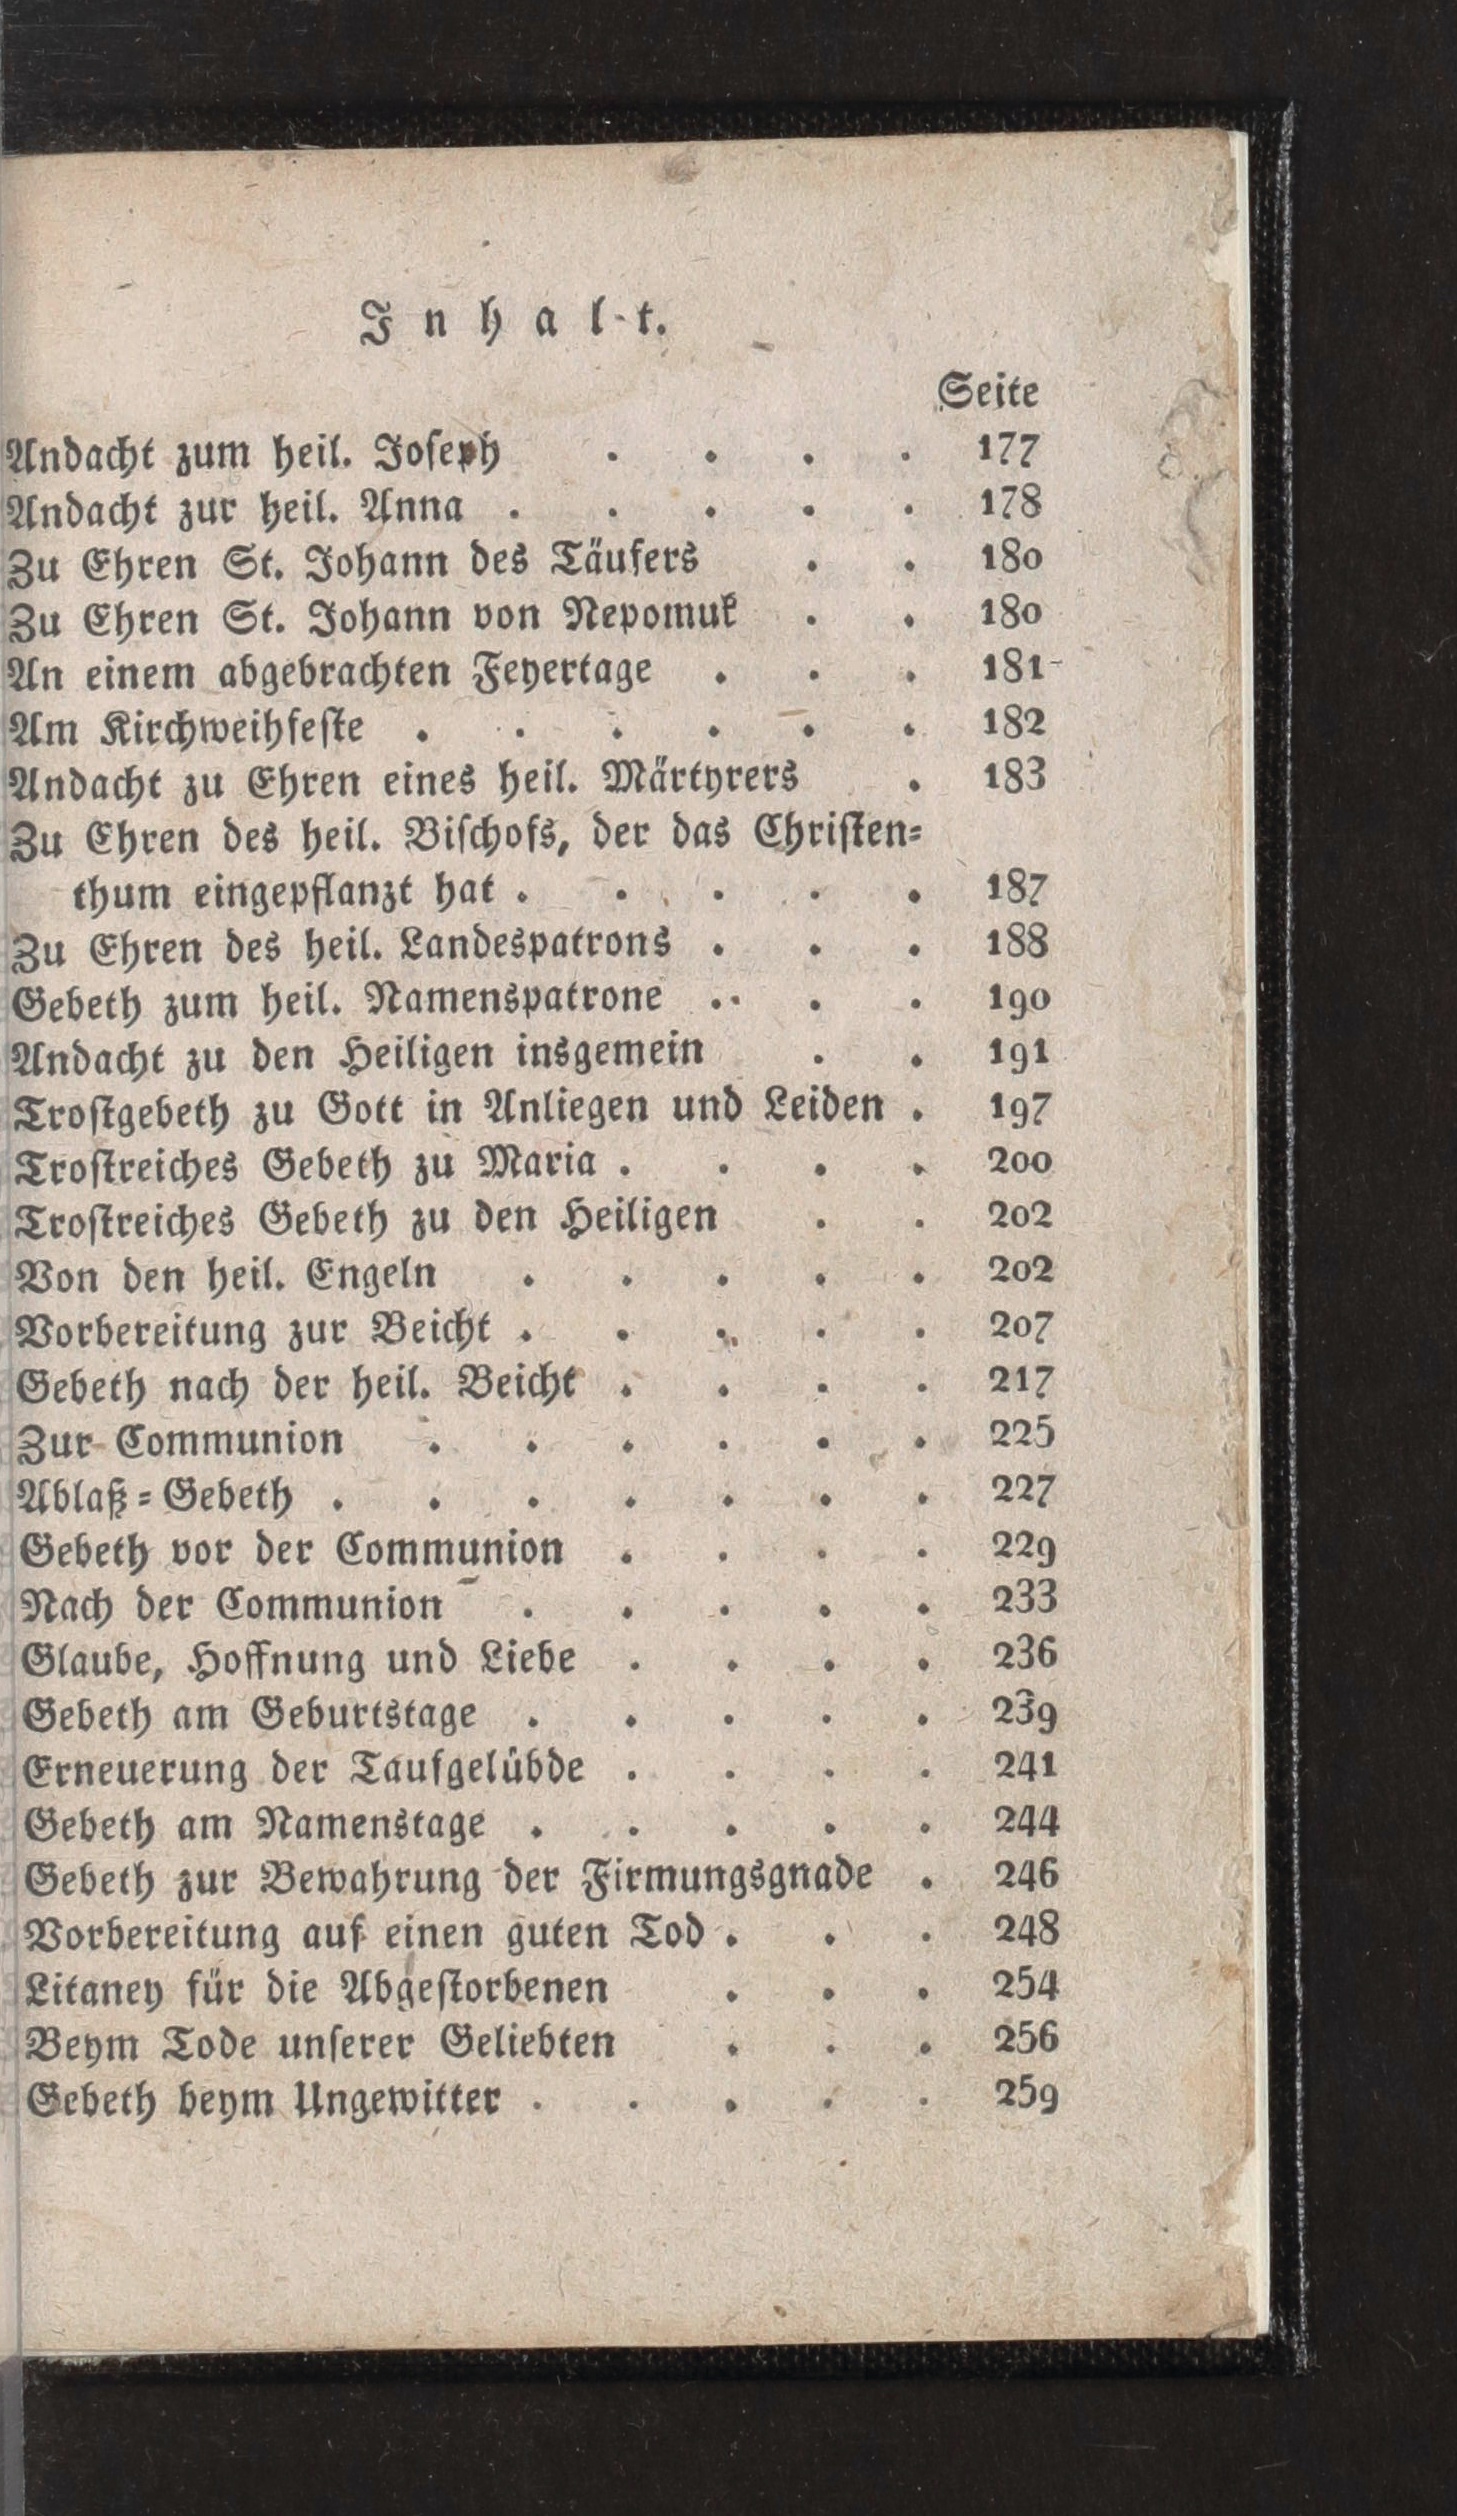 Inhalt.
Seite
Andacht zum heil. Joseph . . . . 177
Andacht zur heil. Anna . . . . . 178
Zu Ehren St. Johann des Täufers . . 180
Zu Ehren St. Johann von Nepomuk . . 180
An einem abgebrachten Feyertage . . . 181
Am Kirchweihfeste . . . . . . 182
Andacht zu Ehren eines heil. Märtyrers . 183
Zu Ehren des heil. Bischofs, der das Christen-
thum eingepflanzt hat . . . . . 187
Zu Ehren des heil. Landespatrons . . . 188
Gebeth zum heil. Namenspatrone . . . 190
Andacht zu den Heiligen insgemein . . 191
Trostgebeth zu Gott in Anliegen und Leiden . 197
Trostreiches Gebeth zu Maria . . . . 200
Trostreiches Gebeth zu den Heiligen . . 202
Von den heil. Engeln . . . . . 202
Vorbereitung zur Beicht . . . . . 207
Gebeth nach der heil. Beicht . . . . 217
Zur Communion . . . . . . 225
Ablaß-Gebeth . . . . . . . 227
Gebeth vor der Communion . . . . 229
Nach der Communion . . . . . 233
Glaube, Hoffnung und Liebe . . . . 236
Gebeth am Geburtstage . . . . . 239
Erneuerung der Taufgelübde . . . . 241
Gebeth am Namenstage . . . . . 244
Gebeth zur Bewahrung der Firmungsgnade . 246
Vorbereitung auf einen guten Tod . . . 248
Litaney für die Abgestorbenen . . . 254
Beym Tode unserer Geliebten . . . 256
Gebeth beym Ungewitter . . . . . 259